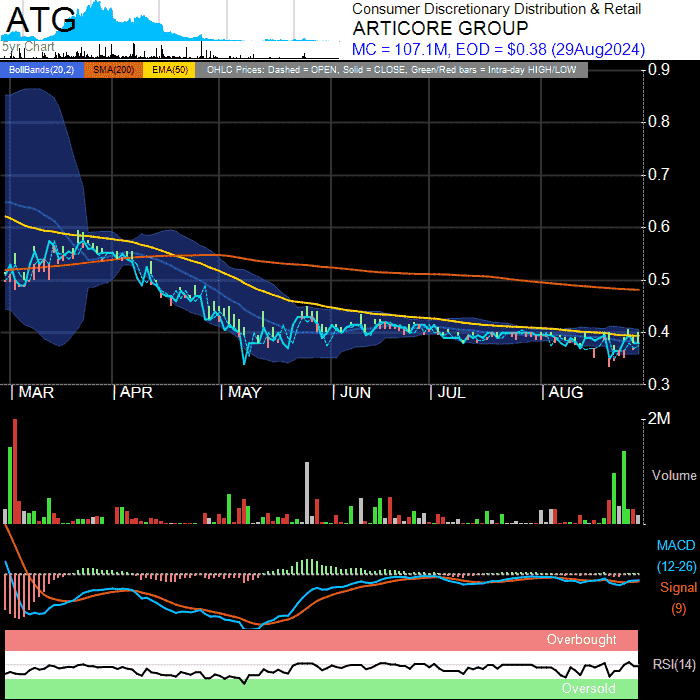 ATG
5yr Chart
Consumer Discretionary Distribution & Retail
ARTICORE GROUP
MC = 107.1M, EOD = $0.38 (29Aug2024)
BollBands(20,2) SMA(200) EMA(50) OHLC Prices: Dashed = OPEN, Solid = CLOSE, Green/Red bars = Intra-day HIGH/LOW
0.9
0.8
0.7
0.6
0.5
0.4
0.3
MAR APR MAY JUN JUL AUG
2M
Volume
MACD
(12-26)
Signal
(9)
Overbought
RSI(14)
Oversold